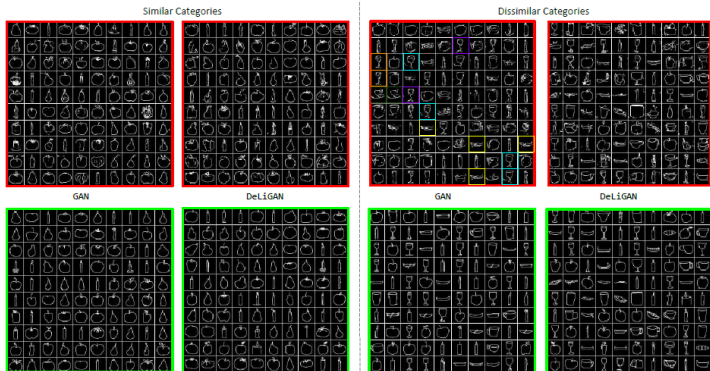 Similar Categories
Dissimilar Categories
GAN
DeLiGAN
GAN
DeLiGAN